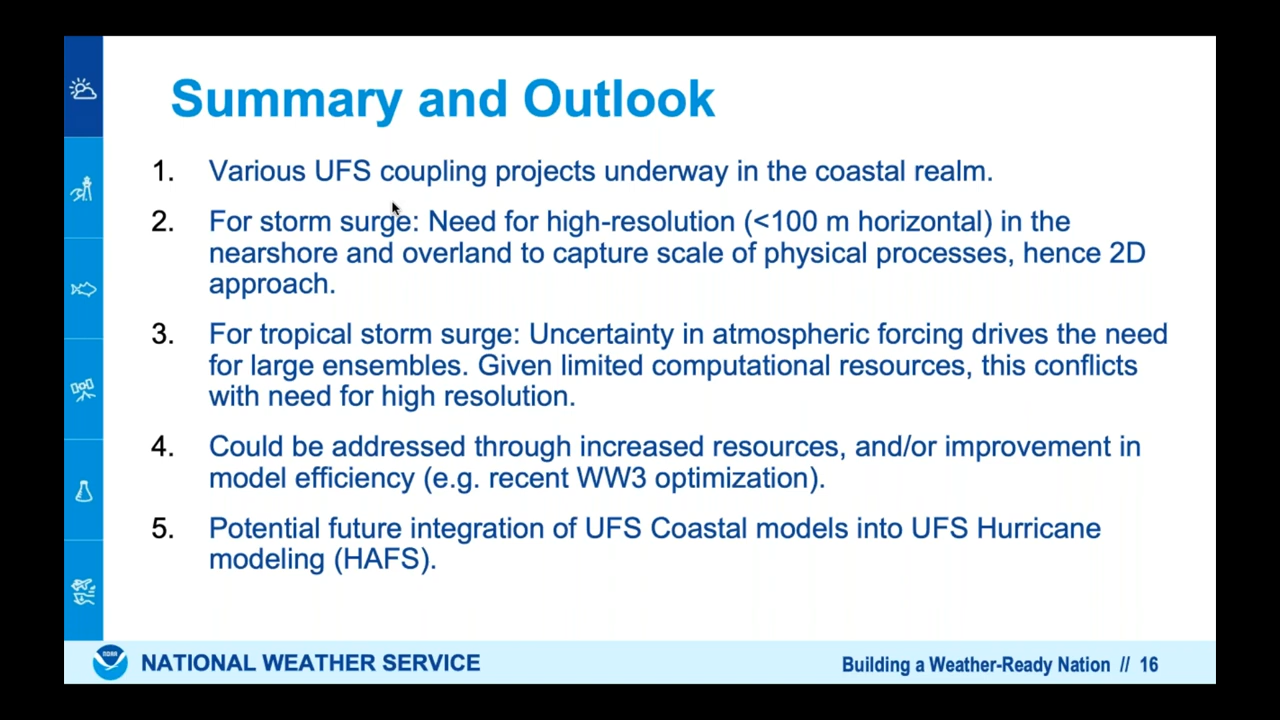 Summary and Outlook
1. Various UFS coupling projects underway in the coastal realm.
2. For storm surge: Need for high-resolution (<100 m horizontal) in the
nearshore and overland to capture scale of physical processes, hence 2D
approach.
3. For tropical storm surge: Uncertainty in atmospheric forcing drives the need
for large ensembles. Given limited computational resources, this conflicts
with need for high resolution.
4. Could be addressed through increased resources, and/or improvement in
model efficiency (e.g. recent WW3 optimization).
5. Potential future integration of UFS Coastal models into UFS Hurricane
modeling (HAFS).
NOAA
NATIONAL WEATHER SERVICE
Building a Weather-Ready Nation // 16